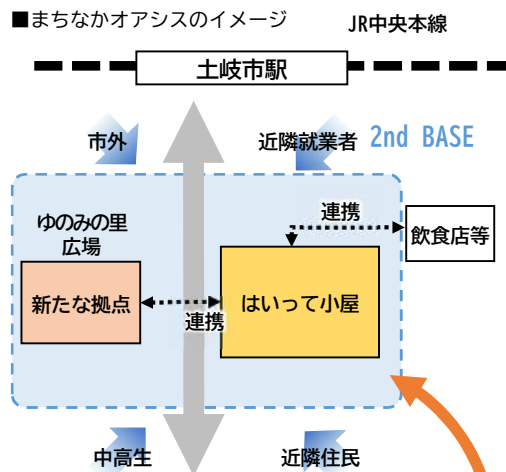 ■まちなかオアシスのイメージ
JR中央本線
土岐市駅
市外
近隣就業者
2nd BASE
連携
ゆのみの里
広場
飲食店等
新たな拠点
はいって小屋
連携
中高生
近隣住民